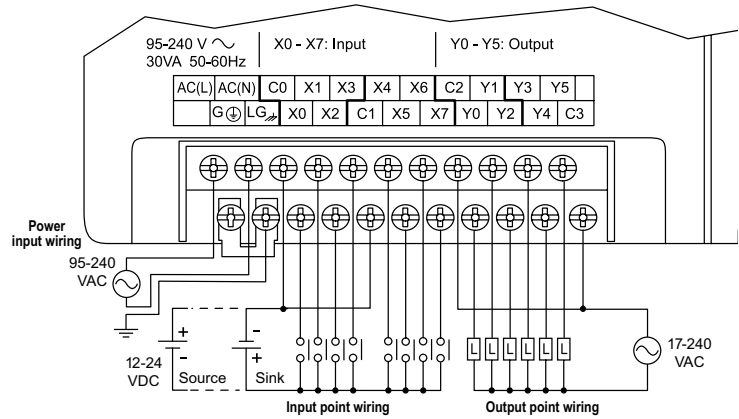 95-240 V
30VA 50-60Hz
X0 - X7: Input
Y0 - Y5: Output
AC(L) AC(N) C0 X1 X3 X4 X6 C2 Y1 Y3 Y5
G LG X0 X2 C1 X5 X7 Y0 Y2 Y4 C3
Power
input wiring
95-240
VAC
12-24
VDC
+
-
Source
-
+
Sink
L L L L L L
17-240
VAC
Input point wiring
Output point wiring